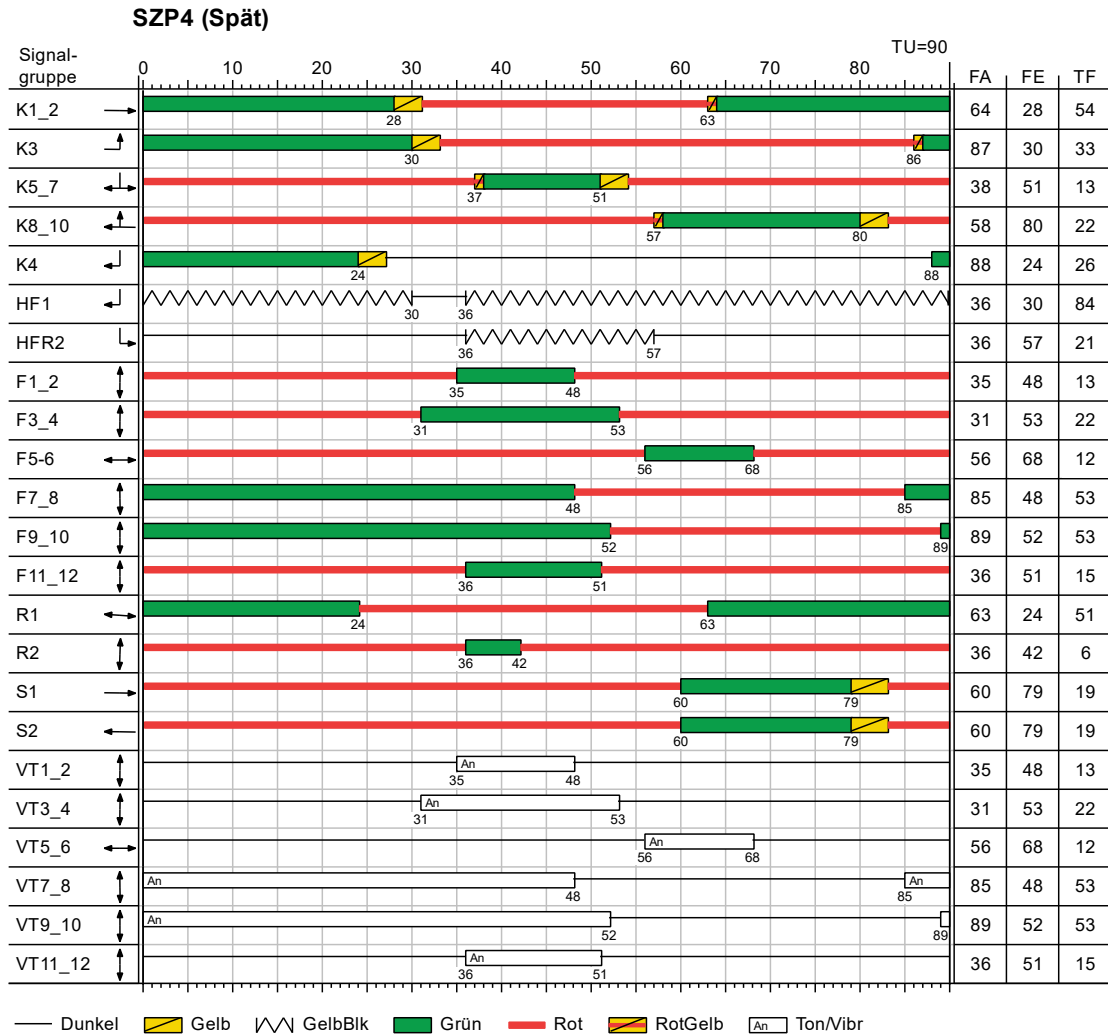 SZP4 (Spät)
TU=90
Signal-
gruppe
0 10 20 30 40 50 60 70 80
FA FE TF
K1_2 28 63 64 28 54
K3 30 86 87 30 33
K5_7 37 51 38 51 13
K8_10 57 80 58 80 22
K4 24 88 88 24 26
HF1 30 36 36 30 84
HFR2 36 57 36 57 21
F1_2 35 48 35 48 13
F3_4 31 53 31 53 22
F5-6 56 68 56 68 12
F7_8 48 85 85 48 53
F9_10 52 89 89 52 53
F11_12 36 51 36 51 15
R1 24 63 63 24 51
R2 36 42 36 42 6
S1 60 79 60 79 19
S2 60 79 60 79 19
VT1_2 An 35 48 35 48 13
VT3_4 An 31 53 31 53 22
VT5_6 An 56 68 56 68 12
VT7_8 An 48 85 An 85 48 53
VT9_10 An 52 89 89 52 53
VT11_12 An 36 51 36 51 15
Dunkel Gelb GelbBlk Grün Rot RotGelb An Ton/Vibr